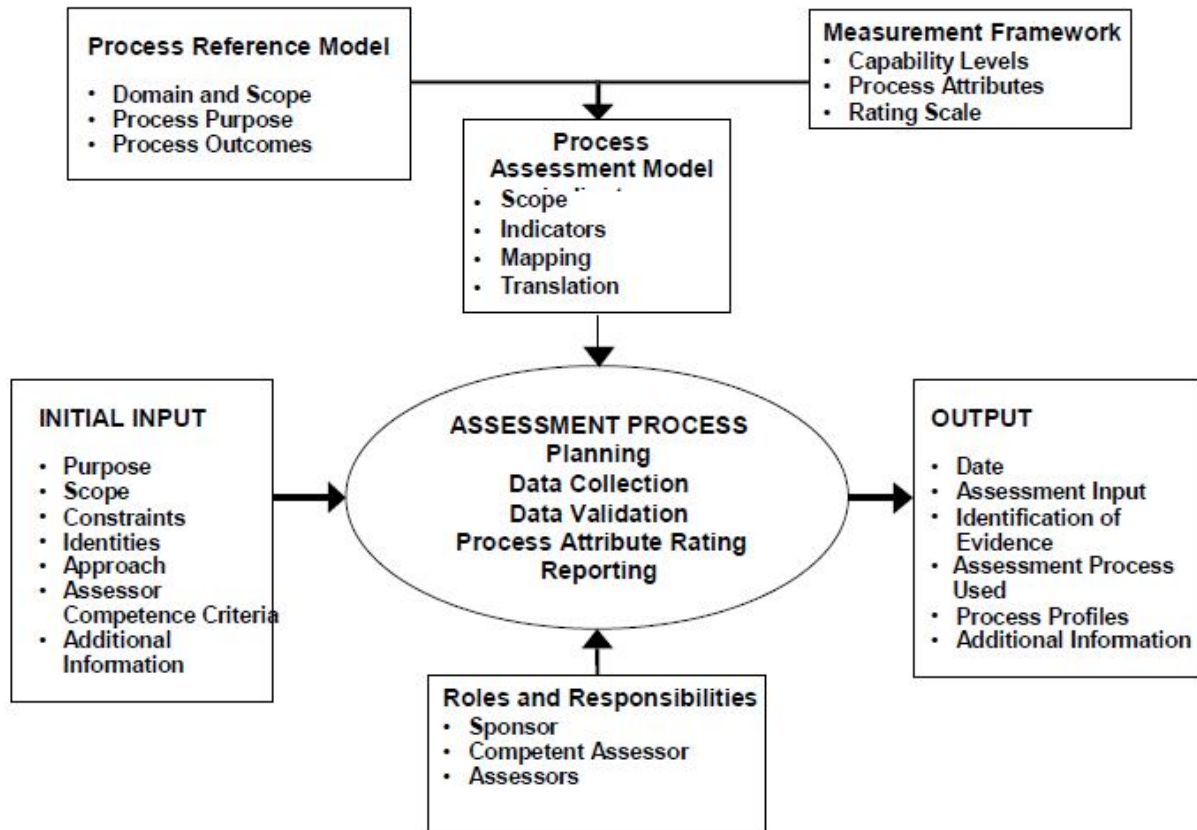 Process Reference Model
• Domain and Scope
• Process Purpose
• Process Outcomes
Measurement Framework
• Capability Levels
• Process Attributes
• Rating Scale
Process
Assessment Model
• Scope
• Indicators
• Mapping
• Translation
INITIAL INPUT
• Purpose
• Scope
• Constraints
• Identities
• Approach
• Assessor
Competence Criteria
• Additional
Information
ASSESSMENT PROCESS
Planning
Data Collection
Data Validation
Process Attribute Rating
Reporting
OUTPUT
• Date
• Assessment Input
• Identification of
Evidence
• Assessment Process
Used
• Process Profiles
• Additional Information
Roles and Responsibilities
• Sponsor
• Competent Assessor
• Assessors